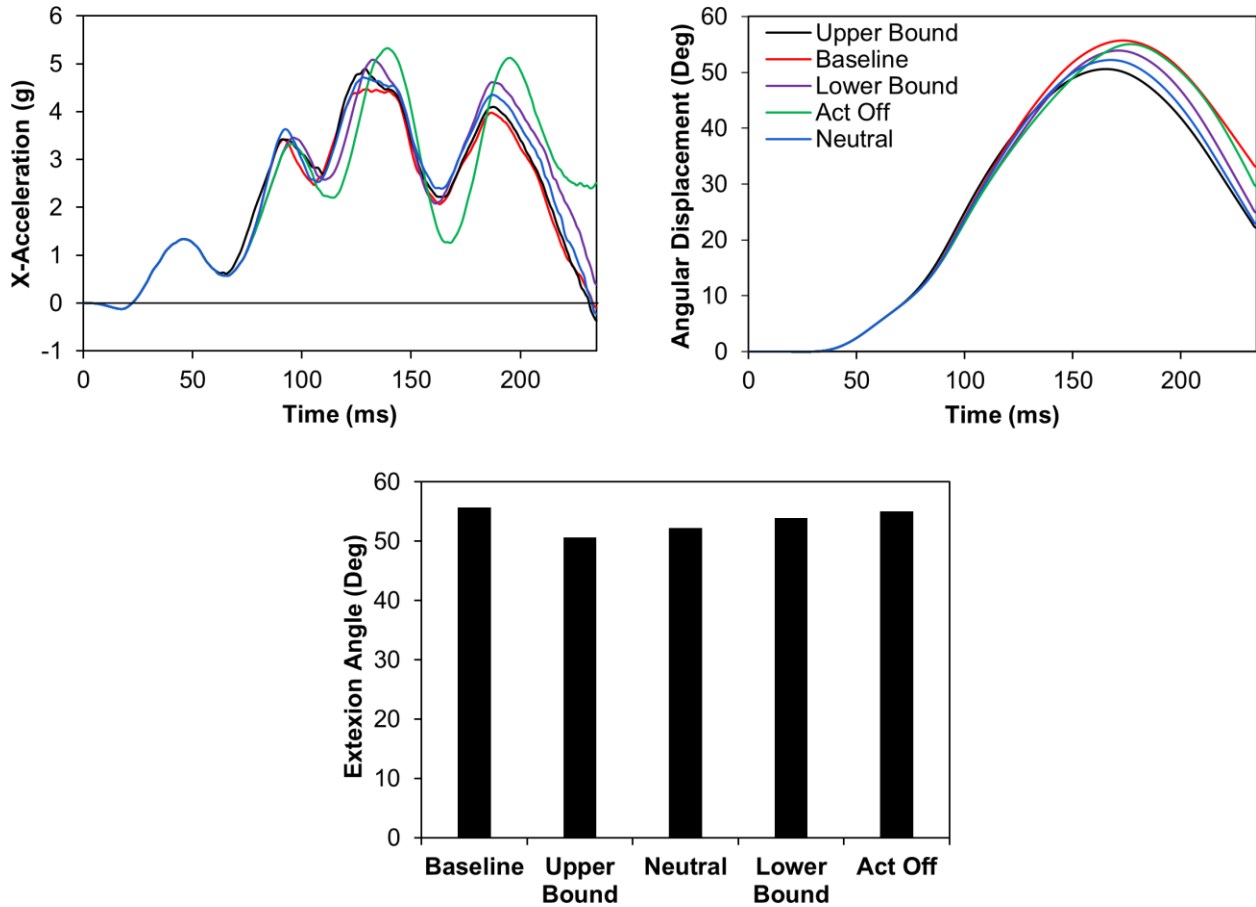 6
5
4
3
2
1
0
-1
X-Acceleration (g)
0
50
100
150
200
Time (ms)
60
50
40
30
20
10
0
Angular Displacement (Deg)
Upper Bound
Baseline
Lower Bound
Act Off
Neutral
0
50
100
150
200
Time (ms)
60
50
40
30
20
10
0
Extexion Angle (Deg)
Baseline
Upper
Bound
Neutral
Lower
Bound
Act Off